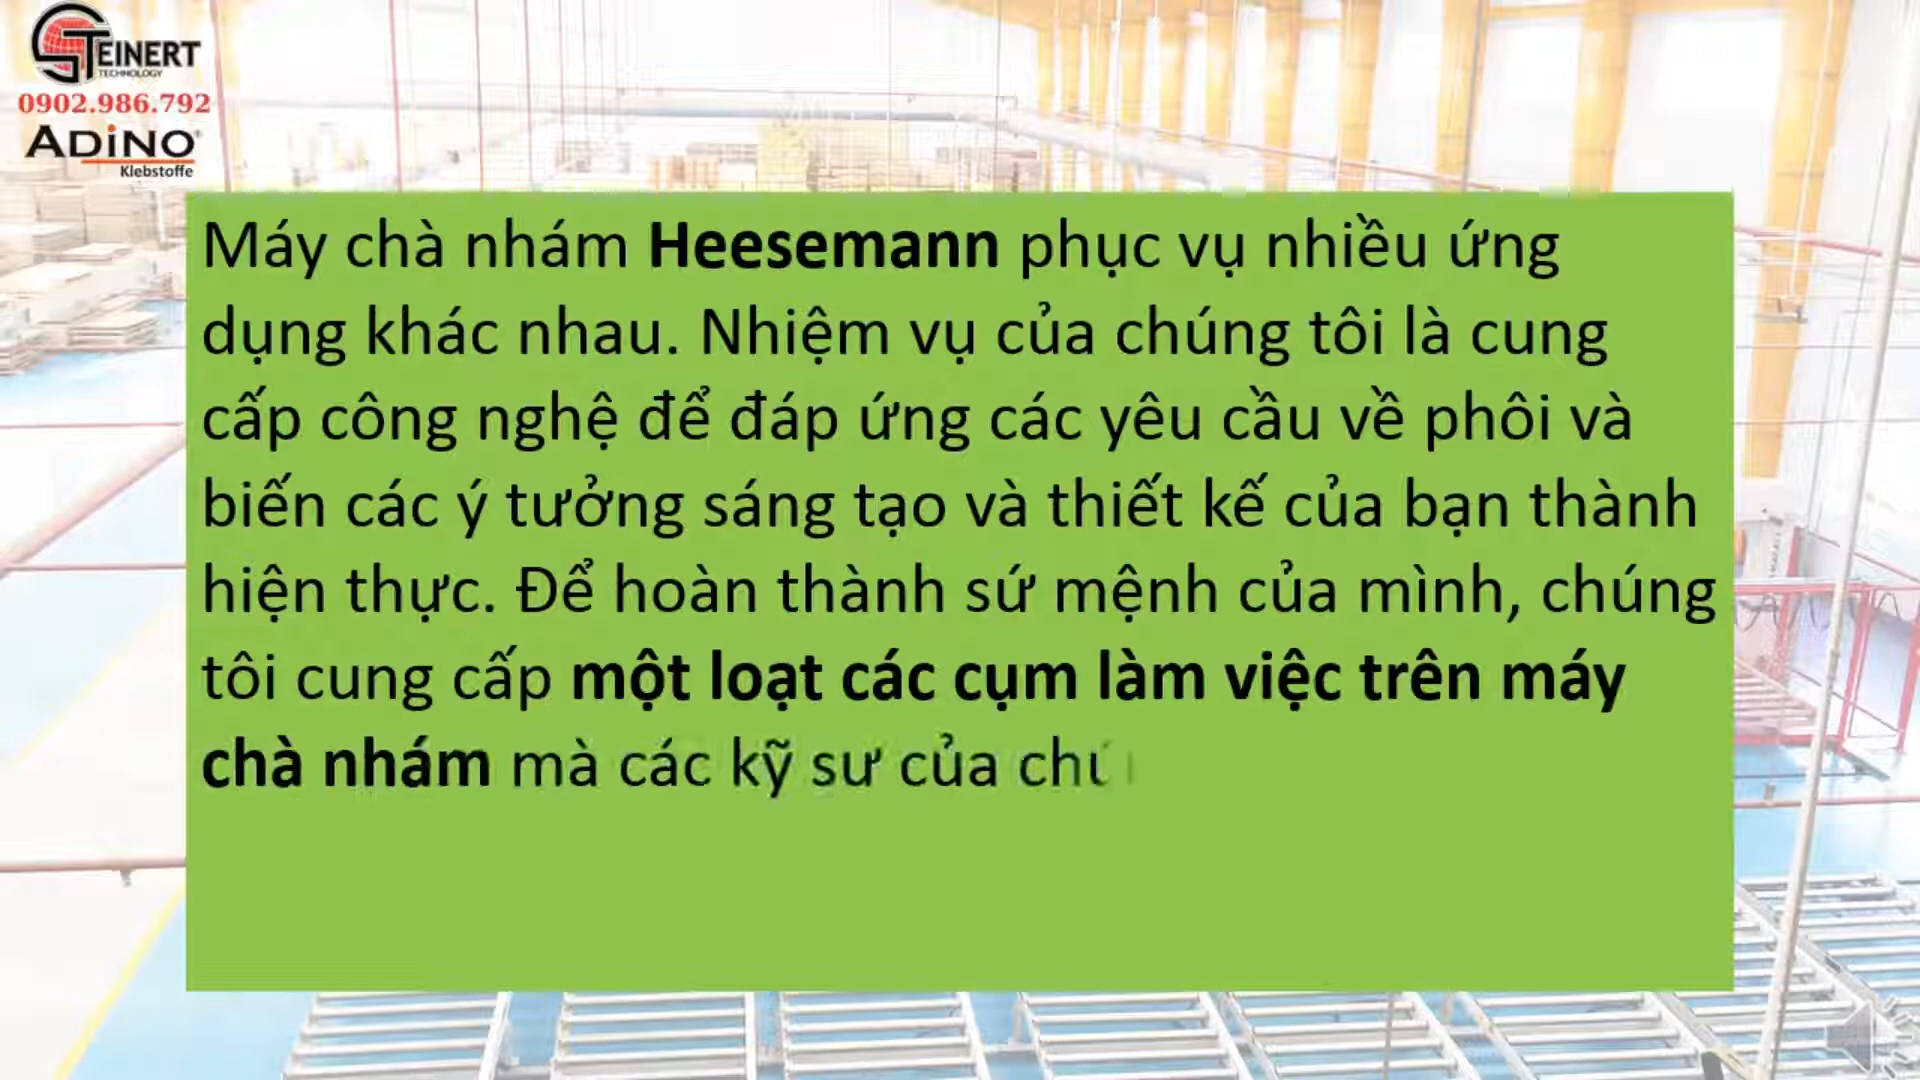 STEINERT
TECHNOLOGY
0902.986.792
ADiNO
Klebstoffe
Máy chà nhám Heesemann phục vụ nhiều ứng
dụng khác nhau. Nhiệm vụ của chúng tôi là cung
cấp công nghệ để đáp ứng các yêu cầu về phôi và
biến các ý tưởng sáng tạo và thiết kế của bạn thành
hiện thực. Để hoàn thành sứ mệnh của mình, chúng
tôi cung cấp một loạt các cụm làm việc trên máy
chà nhám mà các kỹ sư của